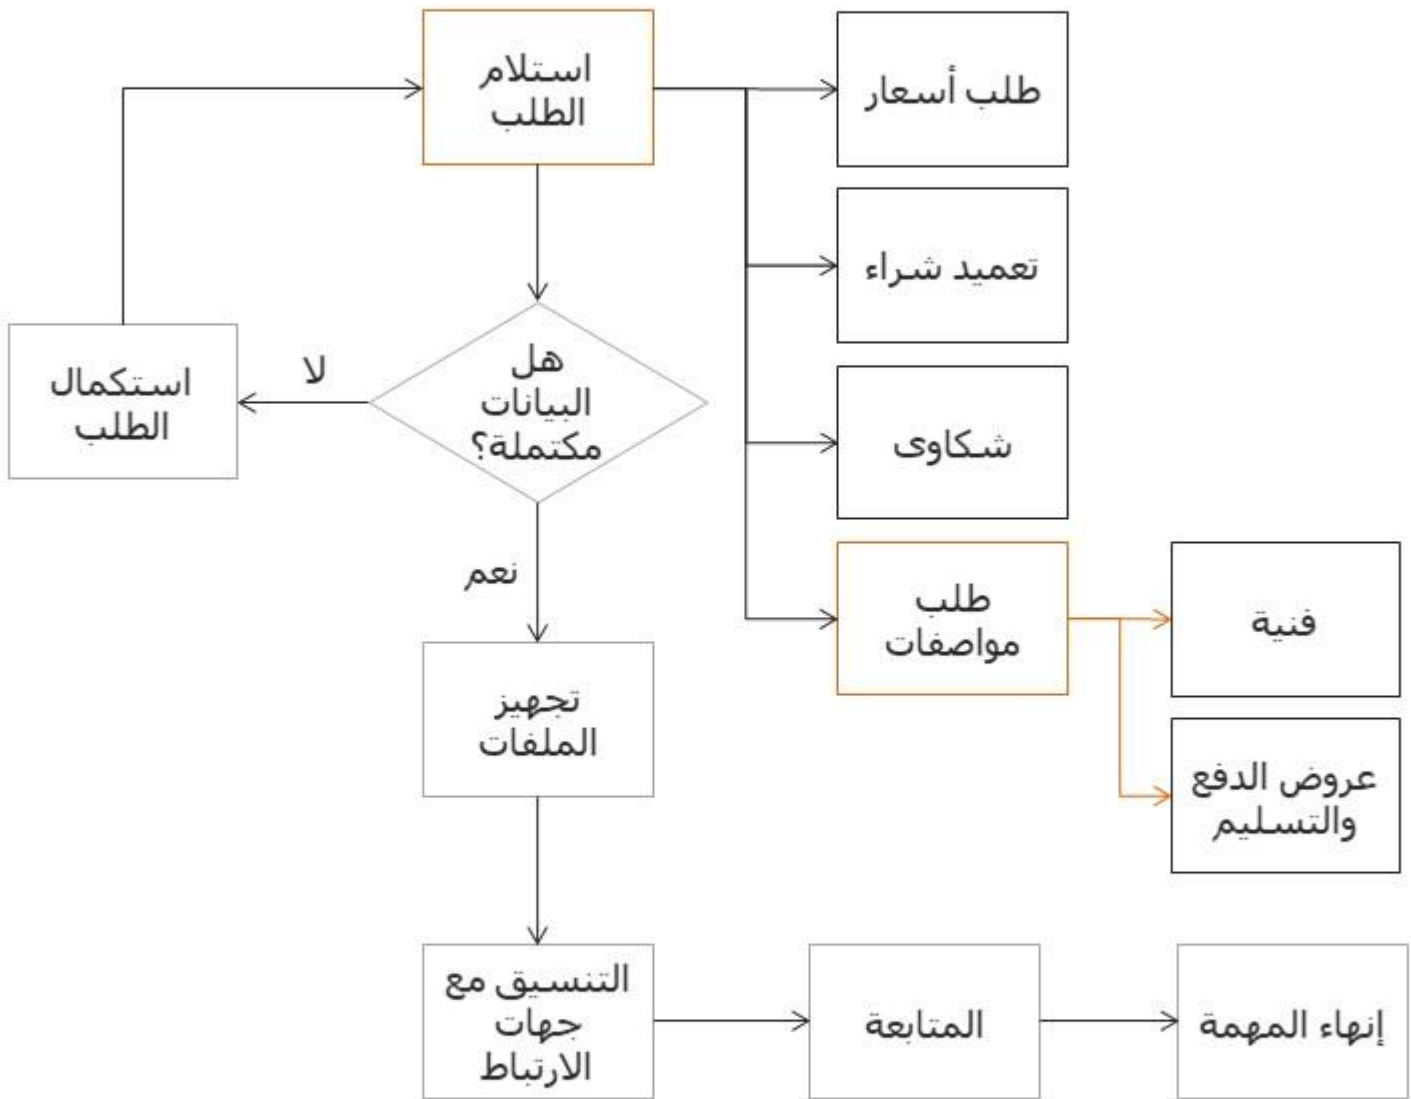 استلام
الطلب
طلب أسعار
تعميد شراء
هل
البيانات
مكتملة؟
لا
استكمال
الطلب
شكاوى
نعم
طلب
مواصفات
فنية
تجهيز
الملفات
عروض الدفع
والتسليم
التنسيق مع
جهات
الارتباط
المتابعة
إنهاء المهمة